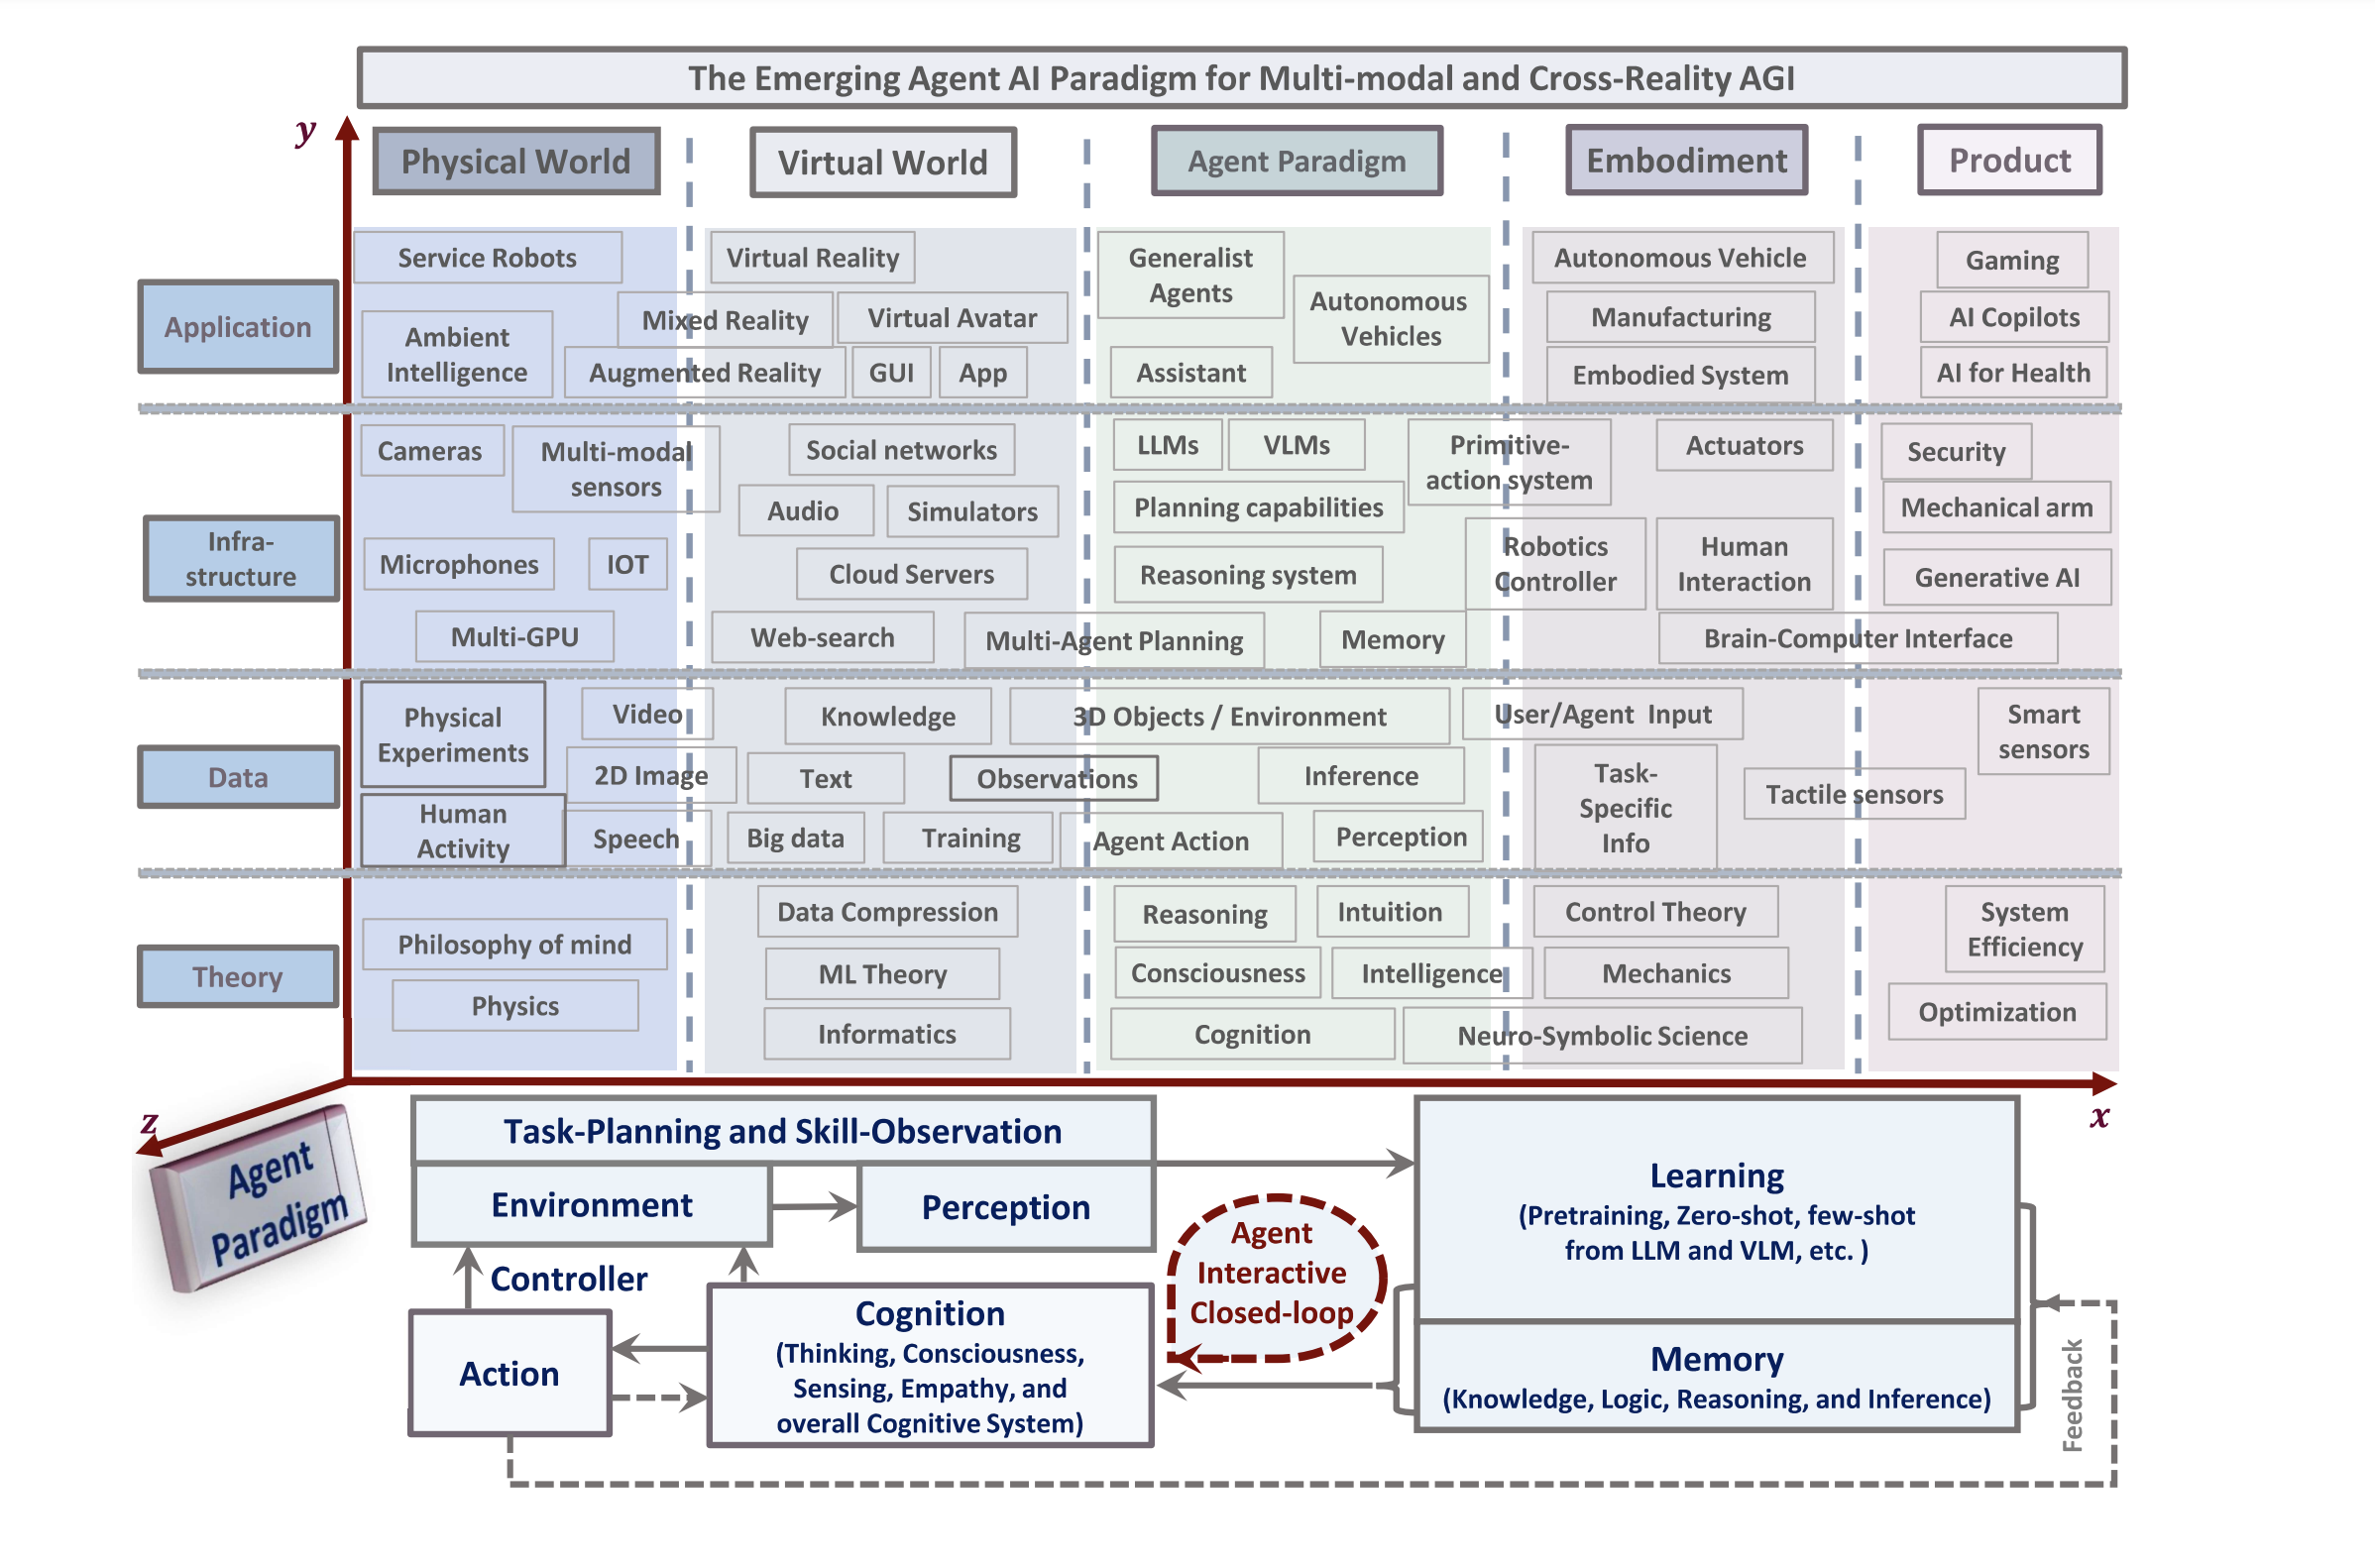 The Emerging Agent AI Paradigm for Multi-modal and Cross-Reality AGI
y
Physical World
Virtual World
Agent Paradigm
Embodiment
Product
Application
Service Robots
Ambient
Intelligence
Mixed Reality
Augmented Reality
Virtual Reality
Virtual Avatar
GUI
App
Generalist
Agents
Autonomous
Vehicles
Assistant
Autonomous Vehicle
Manufacturing
Embodied System
Gaming
AI Copilots
AI for Health
Infra-
structure
Cameras
Multi-modal
sensors
Microphones
IOT
Multi-GPU
Social networks
Audio
Simulators
Cloud Servers
Web-search
Multi-Agent Planning
LLMs
VLMs
Planning capabilities
Reasoning system
Memory
Primitive-
action system
Robotics
Controller
Actuators
Human
Interaction
Brain-Computer Interface
Security
Mechanical arm
Generative AI
Data
Physical
Experiments
Human
Activity
Video
2D Image
Speech
Knowledge
Text
Big data
Training
Observations
3D Objects / Environment
Agent Action
Inference
Perception
User/Agent Input
Task-
Specific
Info
Tactile sensors
Smart
sensors
Theory
Philosophy of mind
Physics
Data Compression
ML Theory
Informatics
Reasoning
Intuition
Consciousness
Intelligence
Cognition
Neuro-Symbolic Science
Control Theory
Mechanics
System
Efficiency
Optimization
z
x
Agent
Paradigm
Task-Planning and Skill-Observation
Environment
Perception
Controller
Action
Cognition
(Thinking, Consciousness,
Sensing, Empathy, and
overall Cognitive System)
Agent
Interactive
Closed-loop
Learning
(Pretraining, Zero-shot, few-shot
from LLM and VLM, etc. )
Memory
(Knowledge, Logic, Reasoning, and Inference)
Feedback